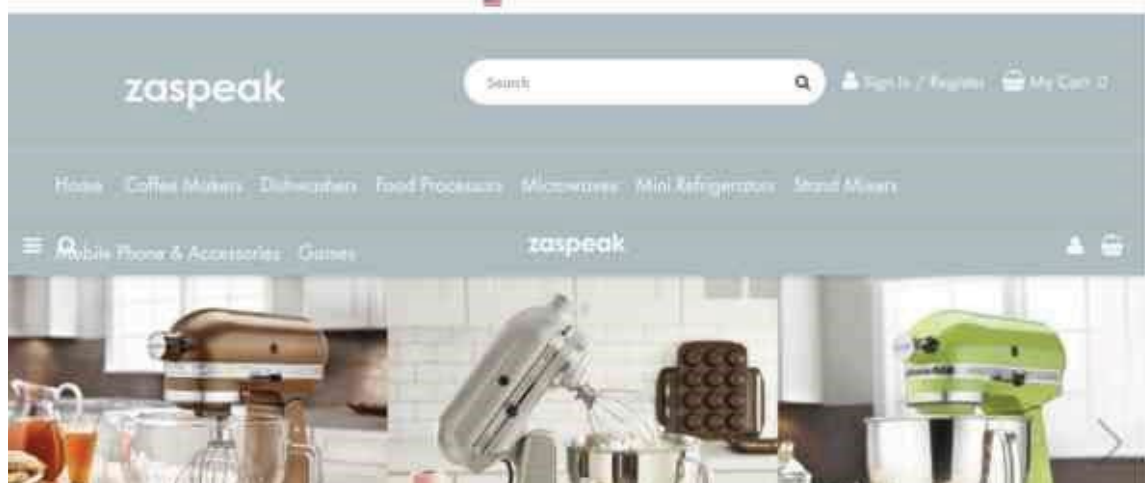 zaspeak
Search
Sign In / Register
My Cart 0
Home Coffee Makers Dishwashers Food Processors Microwaves Mini Refrigerators Stand Mixers
Mobile Phone & Accessories Games
zaspeak